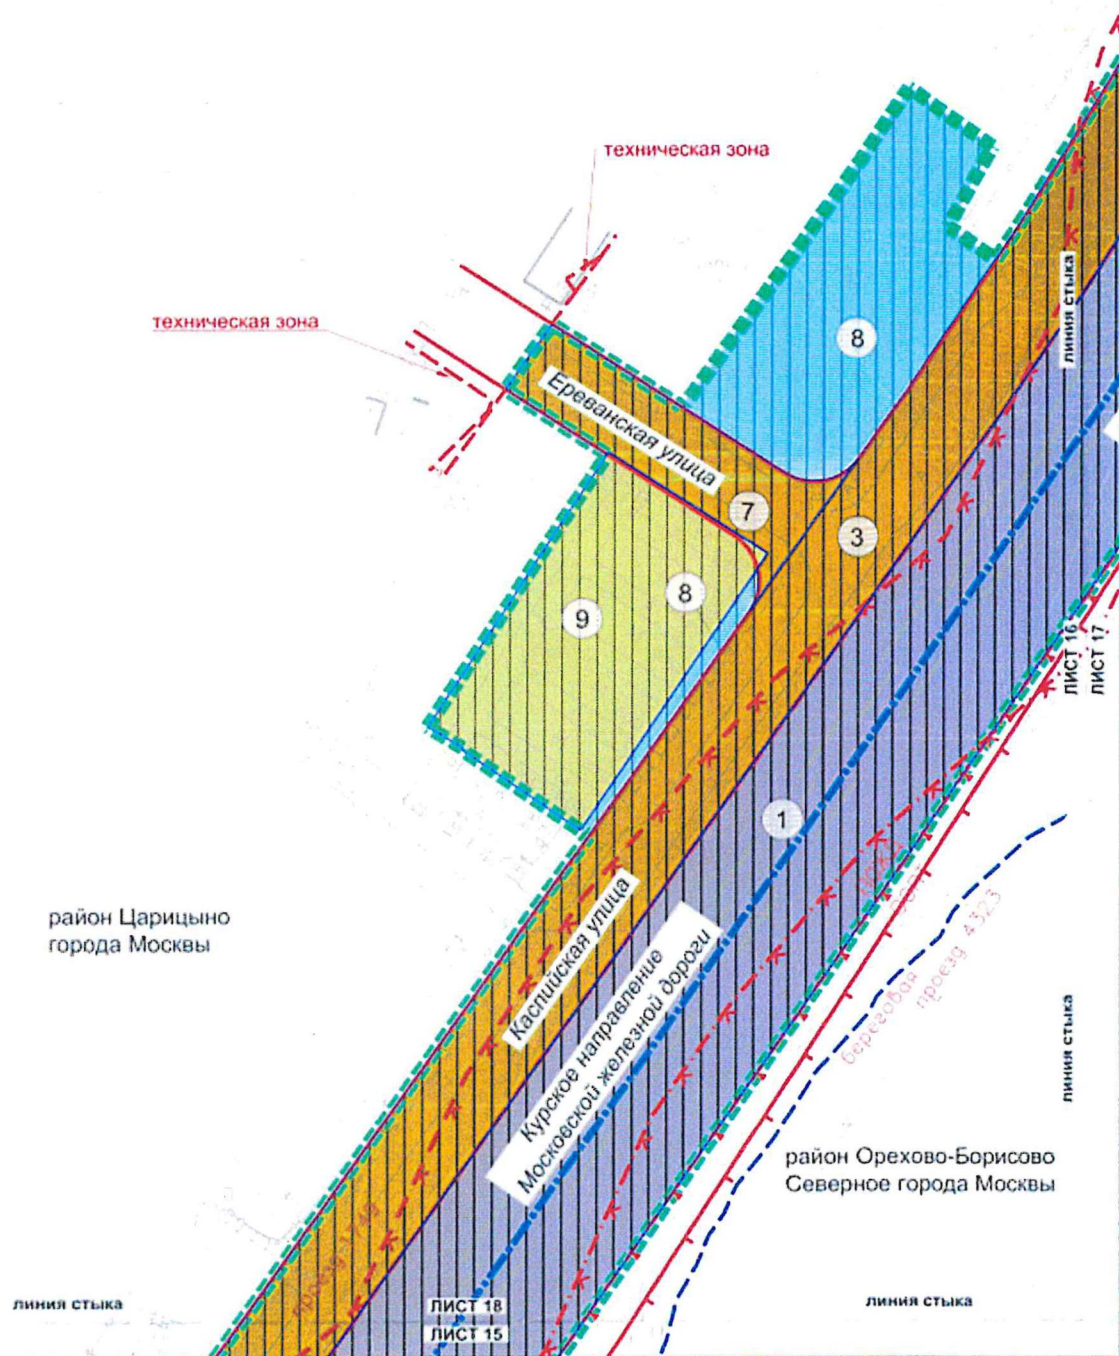 техническая зона
техническая зона
линия стыка
8
Ереванская улица
7
3
8
9
ЛИСТ 16
ЛИСТ 17
1
Каспийская улица
район Царицыно
города Москвы
Курское направление
Московской железной дороги
береговая
проезд 4323
линия стыка
район Орехово-Борисово
Северное города Москвы
проезд 1749
линия стыка
ЛИСТ 18
ЛИСТ 15
линия стыка